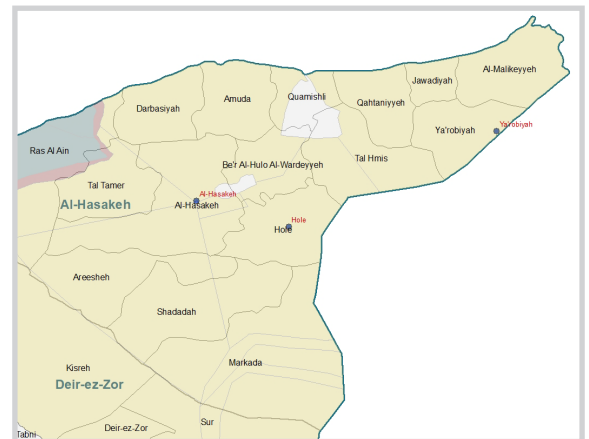 Al-Malikeyyeh
Jawadiyah
Quamishli
Amuda
Qahtaniyyeh
Darbasiyah
Ya'robiyah
Ya'robiyah
Ras Al Ain
Tal Hmis
Be'r Al-Hulo Al-Wardeyyeh
Tal Tamer
Al-Hasakeh
Al-Hasakeh
Al-Hasakeh
Hole
Hole
Areesheh
Shadadah
Markada
Kisreh
Deir-ez-Zor
Sur
Deir-ez-Zor
Tabni